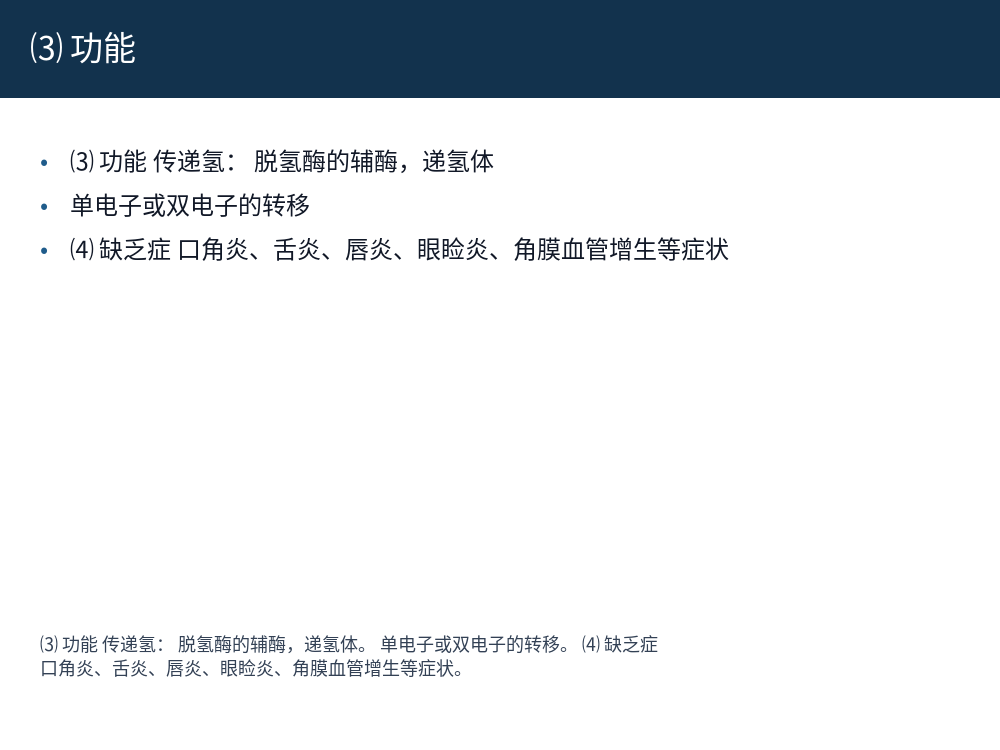 ⑶ 功能
• ⑶ 功能 传递氢： 脱氢酶的辅酶，递氢体
• 单电子或双电子的转移
• ⑷ 缺乏症 口角炎、舌炎、唇炎、眼睑炎、角膜血管增生等症状
⑶ 功能 传递氢： 脱氢酶的辅酶，递氢体。 单电子或双电子的转移。 ⑷ 缺乏症
口角炎、舌炎、唇炎、眼睑炎、角膜血管增生等症状。